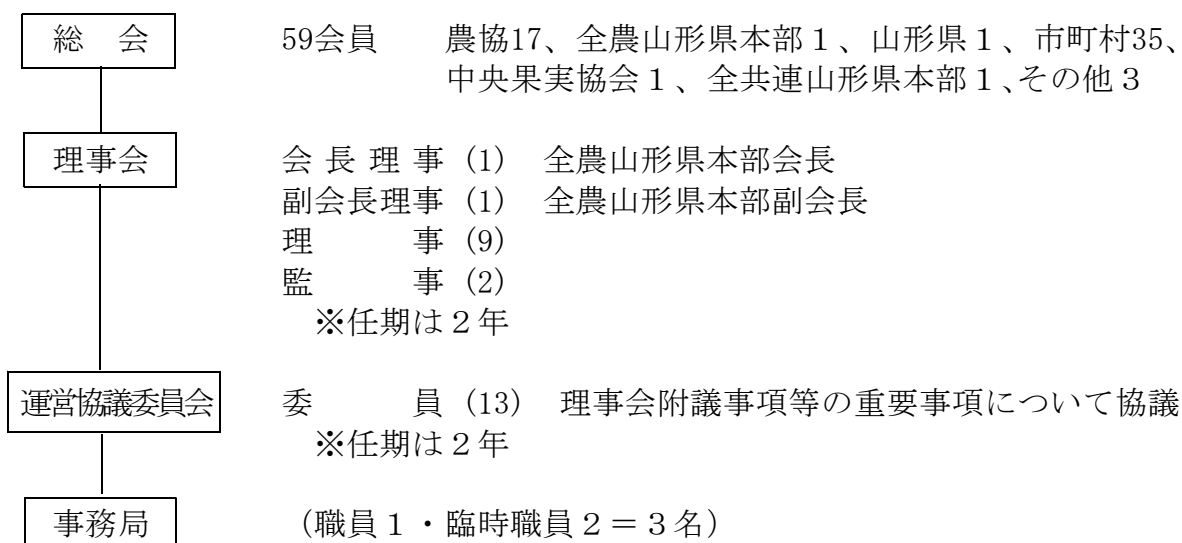 総　会　　59会員　　農協17、全農山形県本部１、山形県１、市町村35、
中央果実協会１、全共連山形県本部１、その他３
理事会　　会 長 理 事 (1)　全農山形県本部会長
副会長理事 (1)　全農山形県本部副会長
理　　　事 (9)
監　　　事 (2)
※任期は２年
運営協議委員会　　委　　　員 (13)　理事会附議事項等の重要事項について協議
※任期は２年
事務局　　（職員１・臨時職員２＝３名）